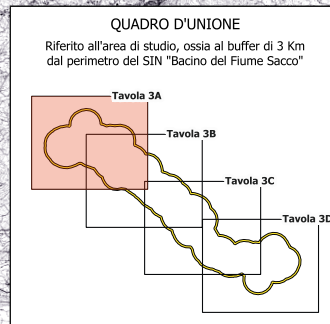 QUADRO D'UNIONE
Riferito all'area di studio, ossia al buffer di 3 Km
dal perimetro del SIN "Bacino del Fiume Sacco"
Tavola 3A
Tavola 3B
Tavola 3C
Tavola 3D